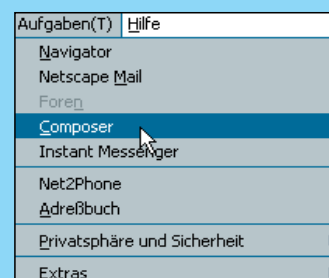 Aufgaben(T) Hilfe
Navigator
Netscape Mail
Foren
Composer
Instant Messenger
Net2Phone
Adreßbuch
Privatsphäre und Sicherheit
Extras